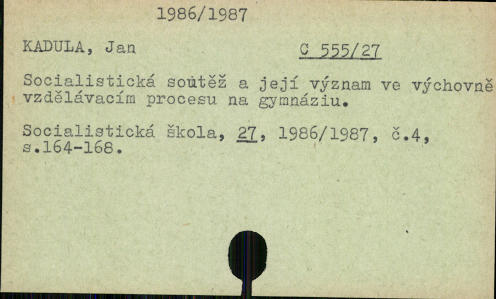 1986/1987
KADULA, Jan C 555/27
Socialistická soutěž a její význam ve výchovně
vzdělávacím procesu na gymnáziu.
Socialistická škola, 27, 1986/1987, č.4,
s.164-168.